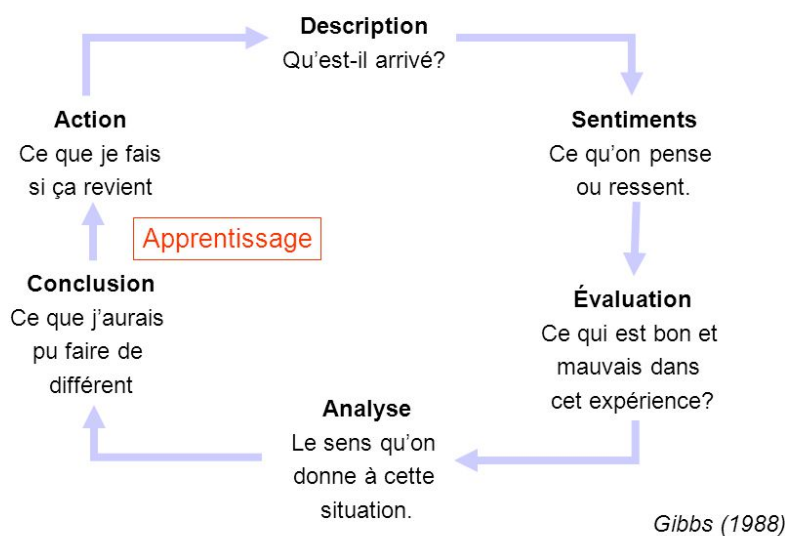 Description
Qu'est-il arrivé?
Sentiments
Ce qu'on pense
ou ressent.
Évaluation
Ce qui est bon et
mauvais dans
cet expérience?
Analyse
Le sens qu'on
donne à cette
situation.
Conclusion
Ce que j'aurais
pu faire de
différent
Apprentissage
Action
Ce que je fais
si ça revient
Gibbs (1988)